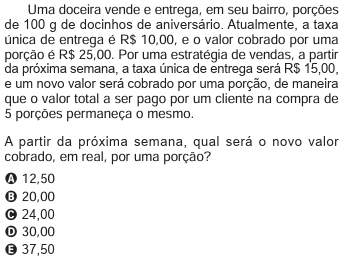 Uma doceira vende e entrega, em seu bairro, porções
de 100 g de docinhos de aniversário. Atualmente, a taxa
única de entrega é R$ 10,00, e o valor cobrado por uma
porção é R$ 25,00. Por uma estratégia de vendas, a partir
da próxima semana, a taxa única de entrega será R$ 15,00,
e um novo valor será cobrado por uma porção, de maneira
que o valor total a ser pago por um cliente na compra de
5 porções permaneça o mesmo.
A partir da próxima semana, qual será o novo valor
cobrado, em real, por uma porção?
A 12,50
B 20,00
C 24,00
D 30,00
E 37,50